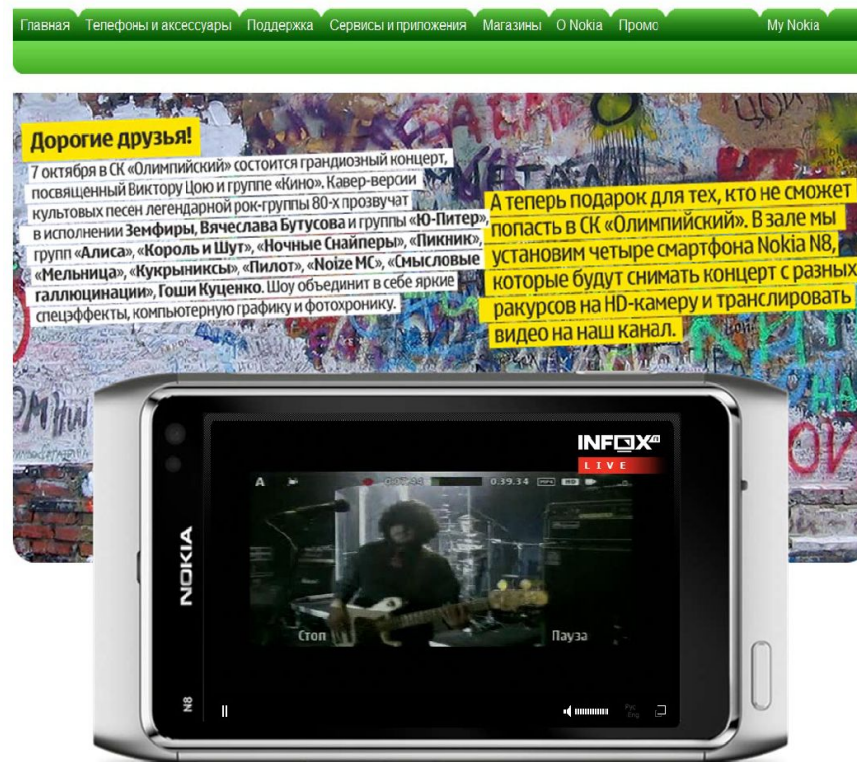 Главная Телефоны и аксессуары Поддержка Сервисы и приложения Магазины О Nokia Промо My Nokia
Дорогие друзья!
7 октября в СК «Олимпийский» состоится грандиозный концерт,
посвященный Виктору Цою и группе «Кино». Кавер-версии
культовых песен легендарной рок-группы 80-х прозвучат
в исполнении Земфиры, Вячеслава Бутусова и группы «Ю-Питер»,
групп «Алиса», «Король и Шут», «Ночные Снайперы», «Пикник»,
«Мельница», «Кукрыниксы», «Пилот», «Noize MC», «Смысловые
галлюцинации», Гоши Куценко. Шоу объединит в себе яркие
спецэффекты, компьютерную графику и фотохронику.
А теперь подарок для тех, кто не сможет
попасть в СК «Олимпийский». В зале мы
установим четыре смартфона Nokia N8,
которые будут снимать концерт с разных
ракурсов на HD-камеру и транслировать
видео на наш канал.
INFOX
LIVE
A 0.39.34 MP4
Стоп Пауза
NOKIA
N8
Рус
Eng